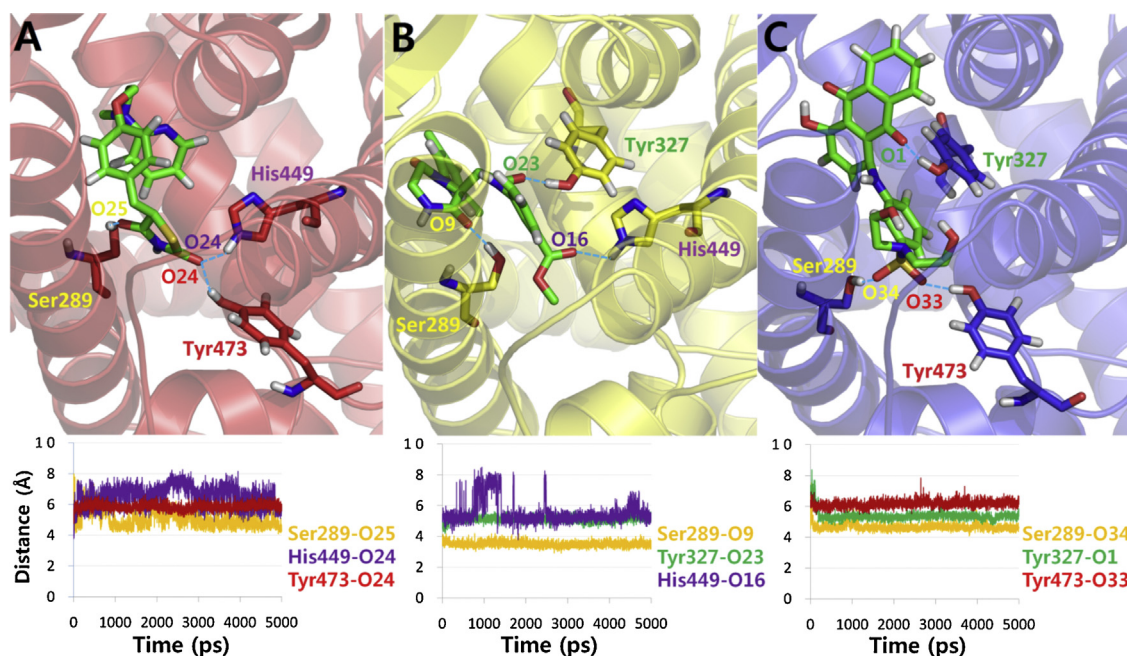 A
His449
O25
O24
O24
Ser289
Tyr473
B
O23
Tyr327
O9
O16
His449
Ser289
C
O1
Tyr327
Ser289
O34
O33
Tyr473
Distance (Å)
10
8
6
4
2
0
0 1000 2000 3000 4000 5000
Time (ps)
Ser289-O25
His449-O24
Tyr473-O24
10
8
6
4
2
0
0 1000 2000 3000 4000 5000
Time (ps)
Ser289-O9
Tyr327-O23
His449-O16
10
8
6
4
2
0
0 1000 2000 3000 4000 5000
Time (ps)
Ser289-O34
Tyr327-O1
Tyr473-O33